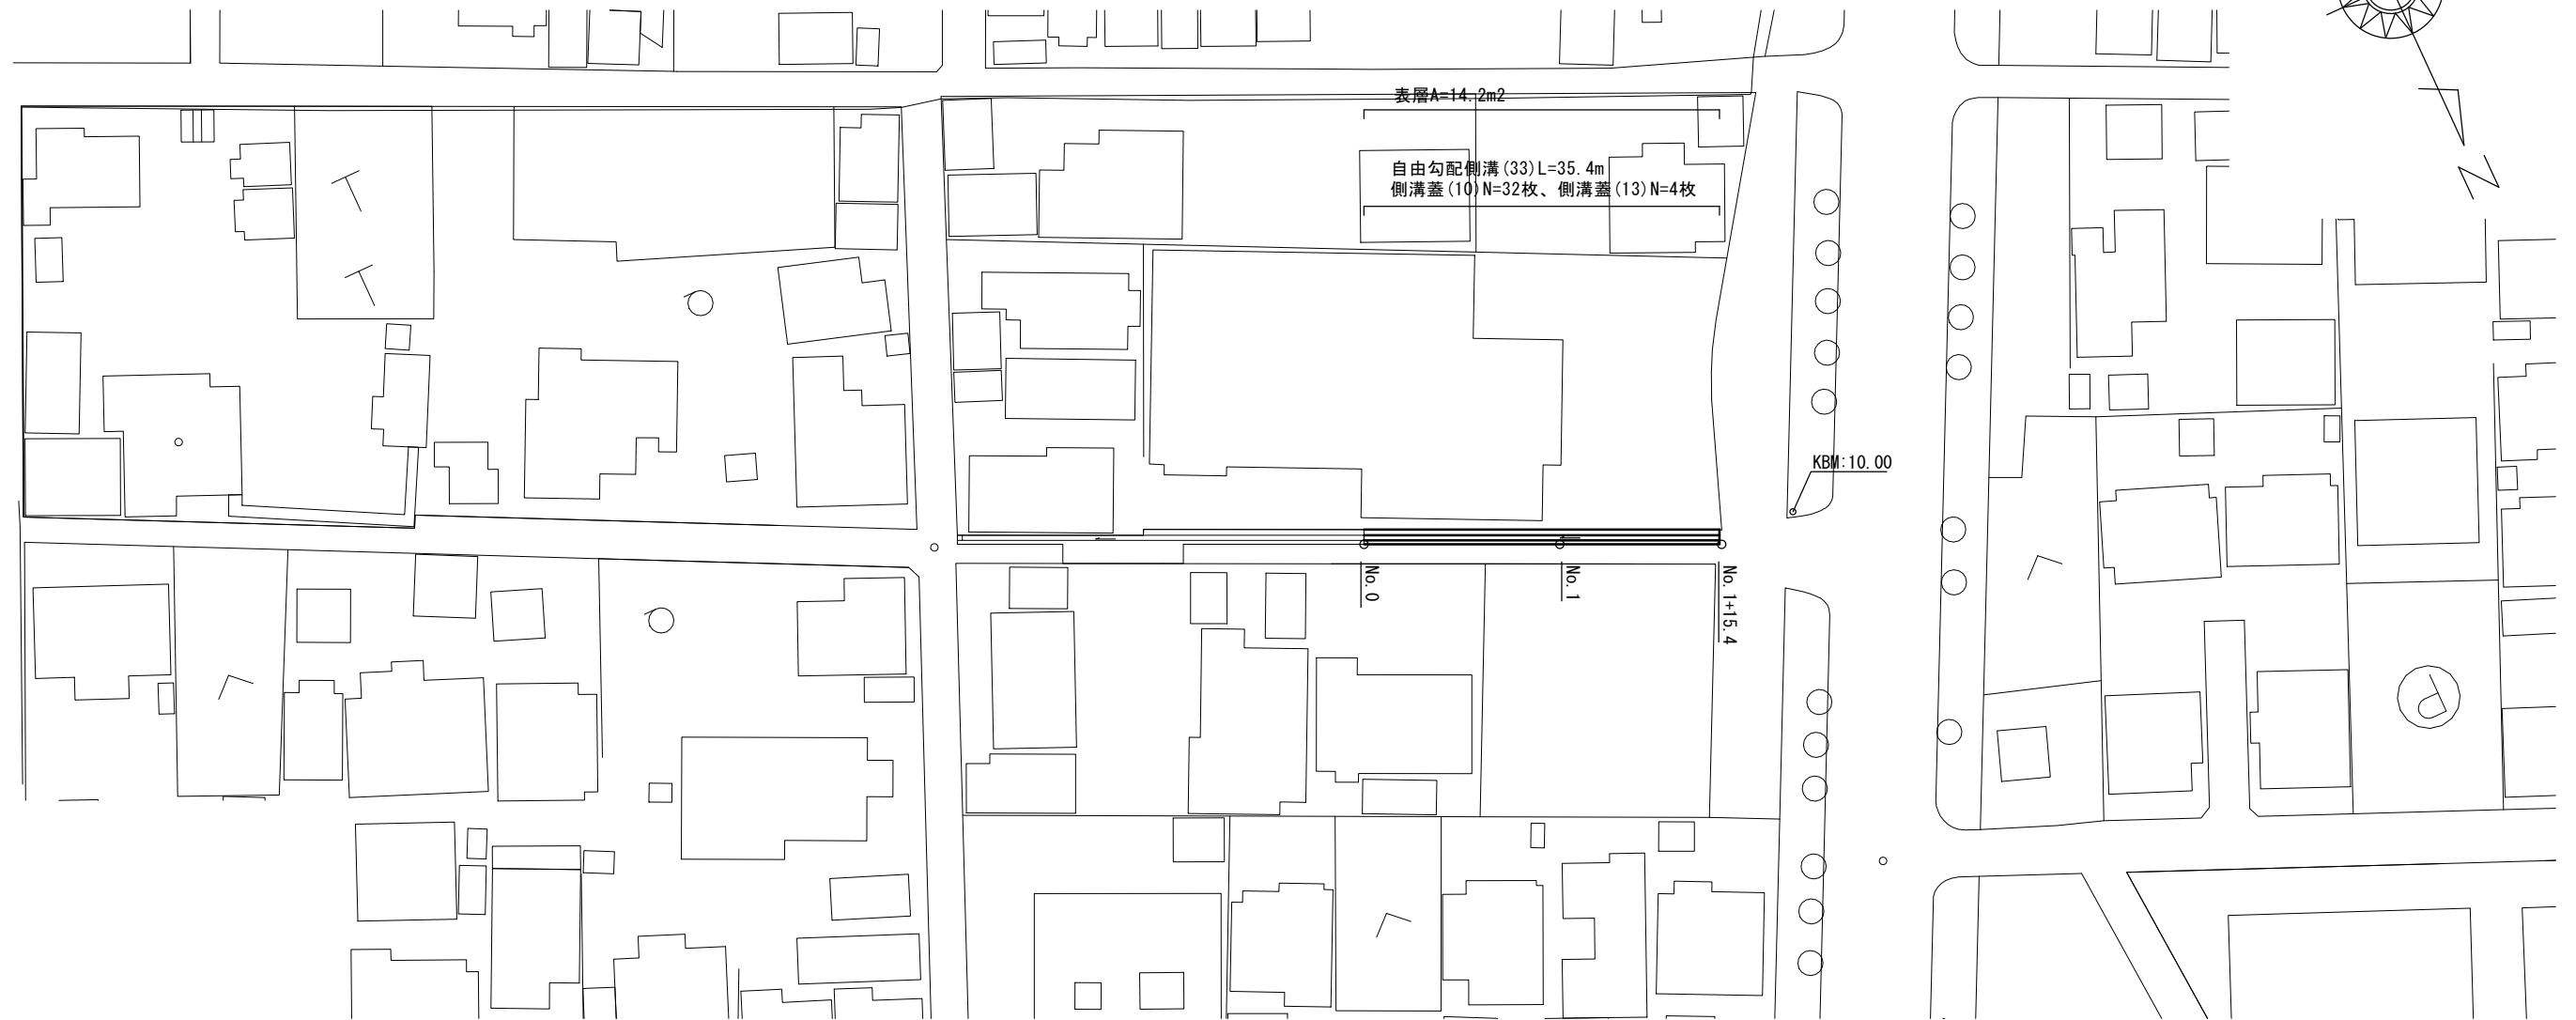 表層A=14.2m2
自由勾配側溝(33)L=35.4m
側溝蓋(10)N=32枚、側溝蓋(13)N=4枚
KBM:10.00
No.0
No.1
No.1+15.4
N
P